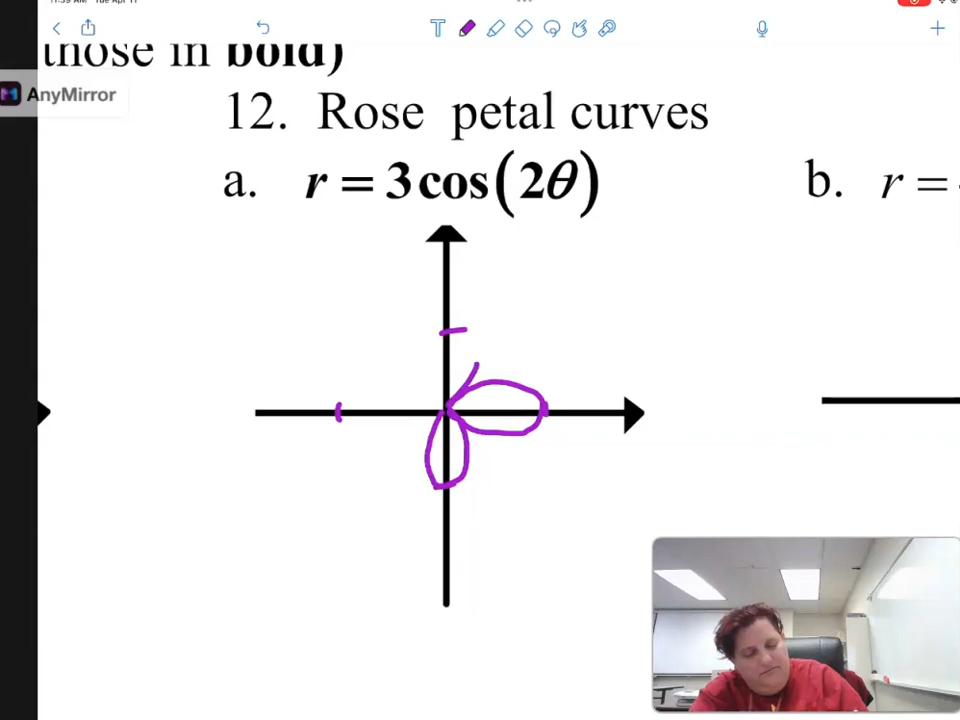 those in bold)
AnyMirror
12. Rose petal curves
a. r = 3cos(2θ)
b. r =
T